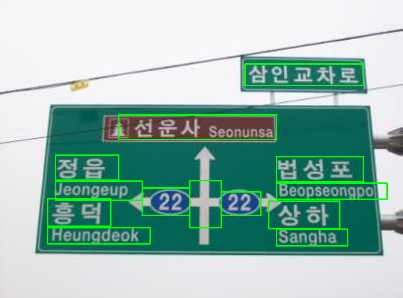 삼인교차로
선운사 Seonunsa
정읍
Jeongeup
법성포
Beopseongpo
22
22
흥덕
Heungdeok
상하
Sangha